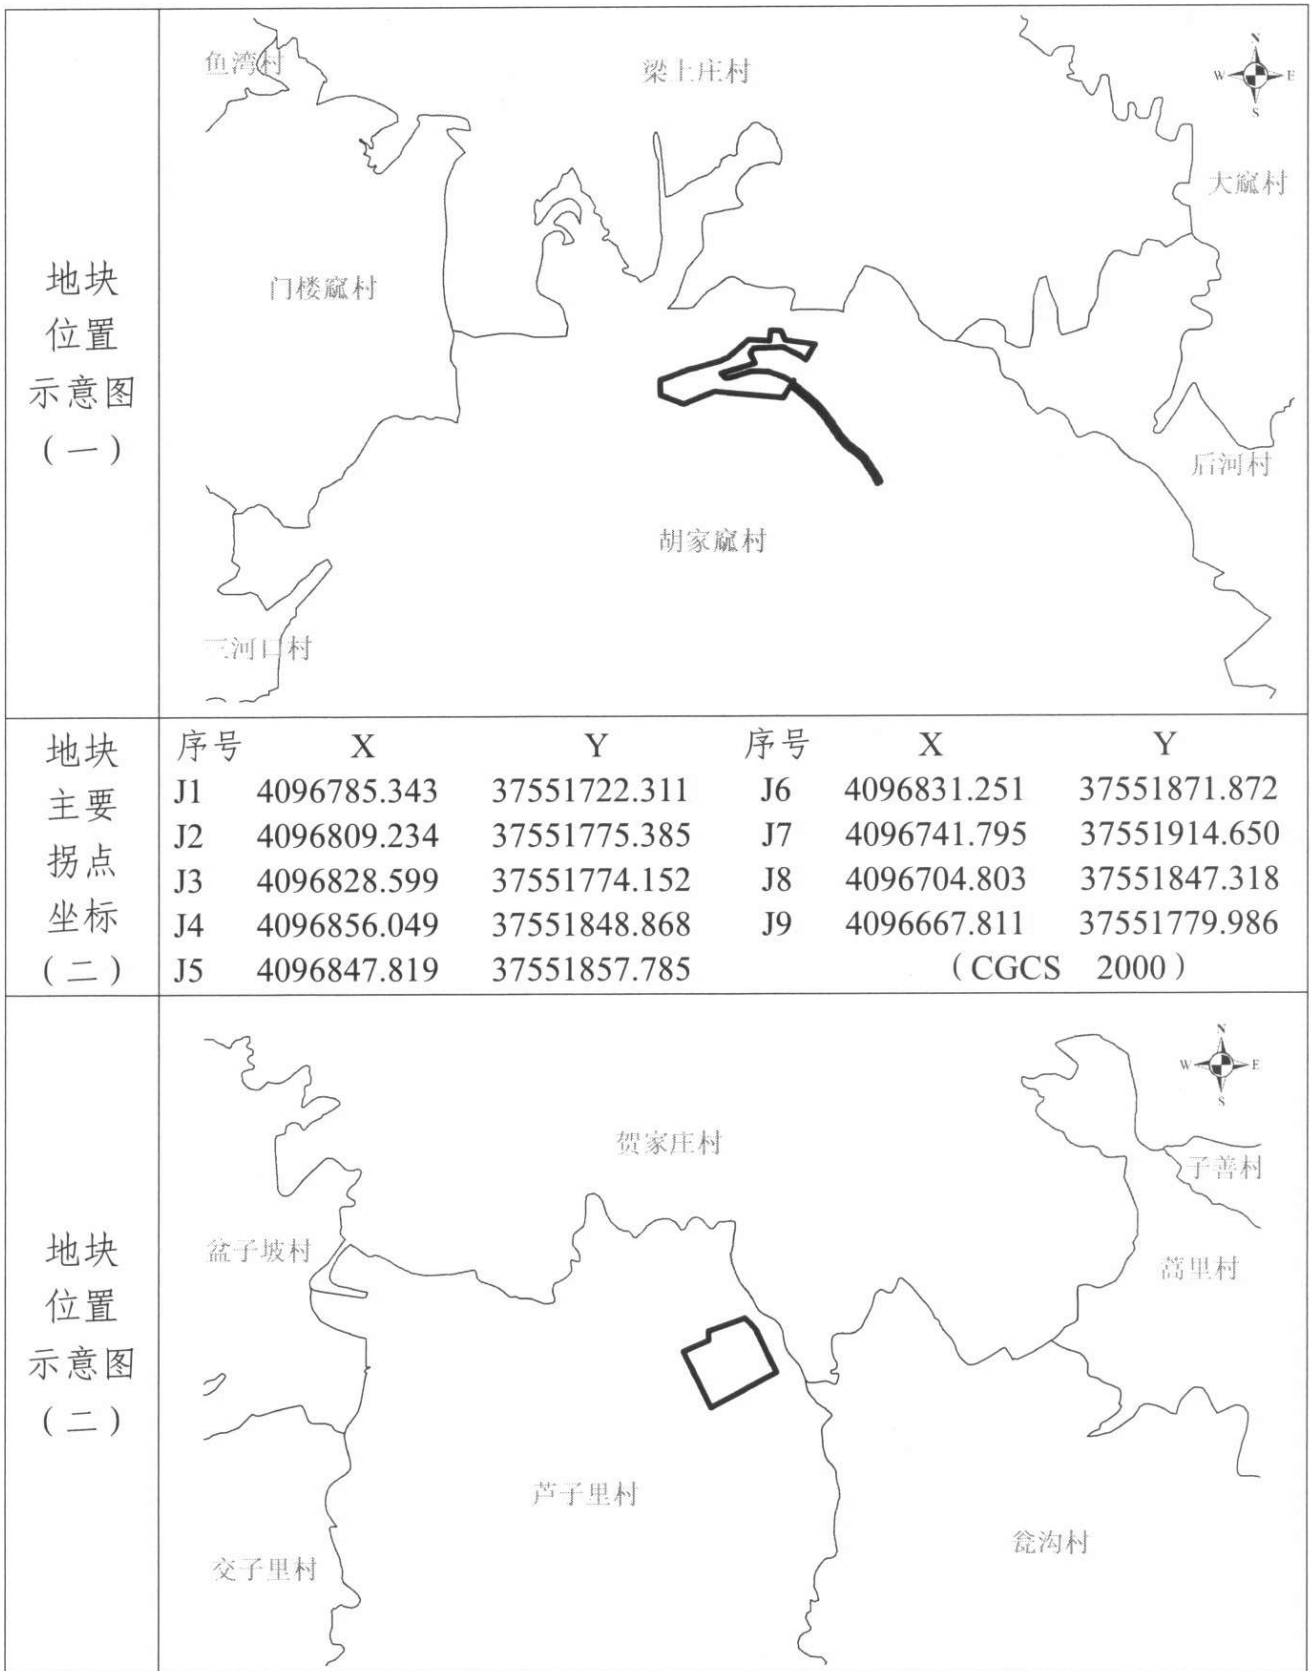 地块
位置
示意图
(一)
鱼湾村
梁上庄村
N
W E
S
大窳村
门楼窳村
后河村
胡家窳村
三河口村
地块
主要
拐点
坐标
(二)
序号 X Y 序号 X Y
J1 4096785.343 37551722.311 J6 4096831.251 37551871.872
J2 4096809.234 37551775.385 J7 4096741.795 37551914.650
J3 4096828.599 37551774.152 J8 4096704.803 37551847.318
J4 4096856.049 37551848.868 J9 4096667.811 37551779.986
J5 4096847.819 37551857.785 (CGCS 2000)
地块
位置
示意图
(二)
N
W E
S
贺家庄村
子善村
盆子坡村
蒿里村
芦子里村
瓮沟村
交子里村